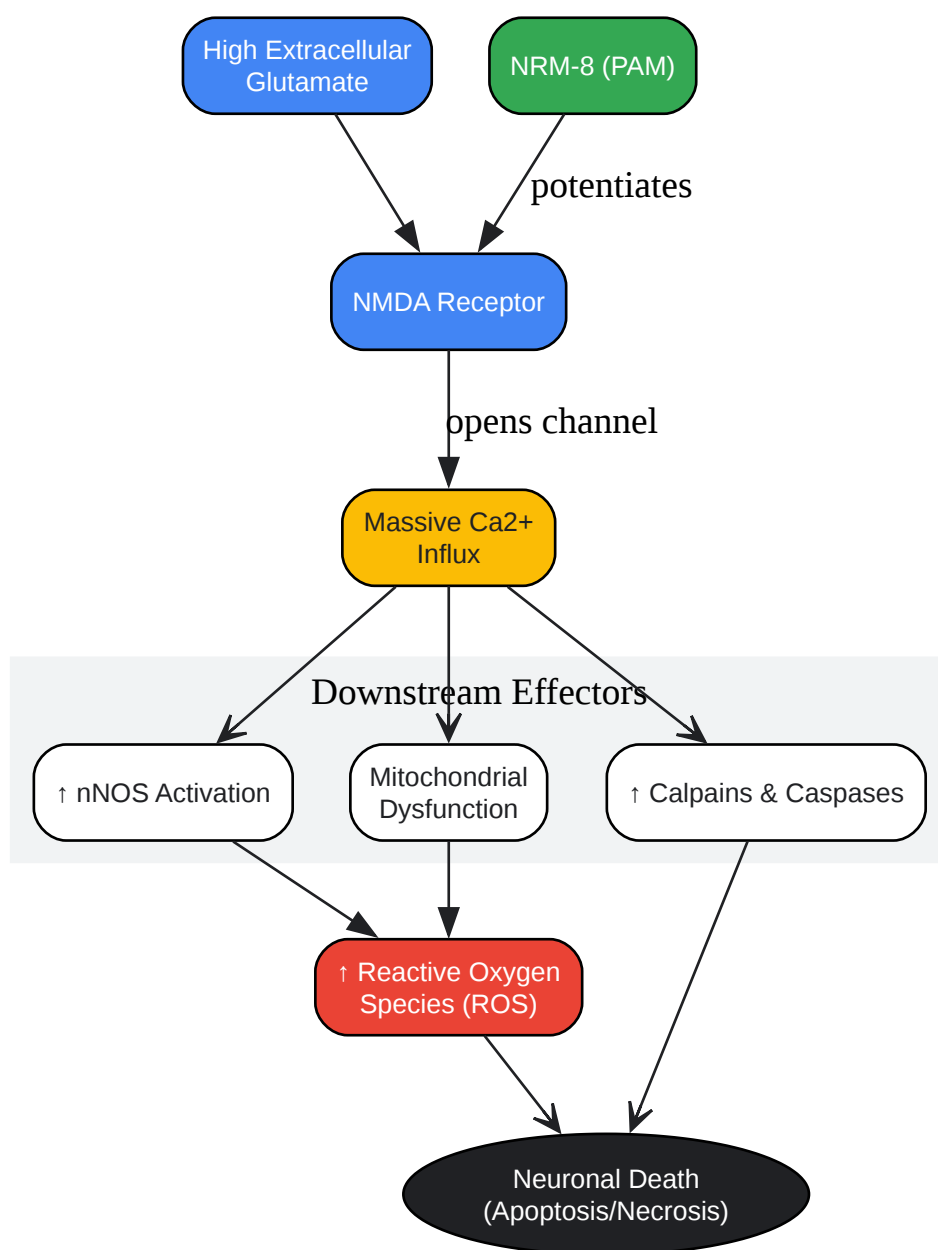 High Extracellular
Glutamate
NRM-8 (PAM)
potentiates
NMDA Receptor
opens channel
Massive Ca2+
Influx
Downstream Effectors
↑ nNOS Activation
Mitochondrial
Dysfunction
↑ Calpains & Caspases
↑ Reactive Oxygen
Species (ROS)
Neuronal Death
(Apoptosis/Necrosis)